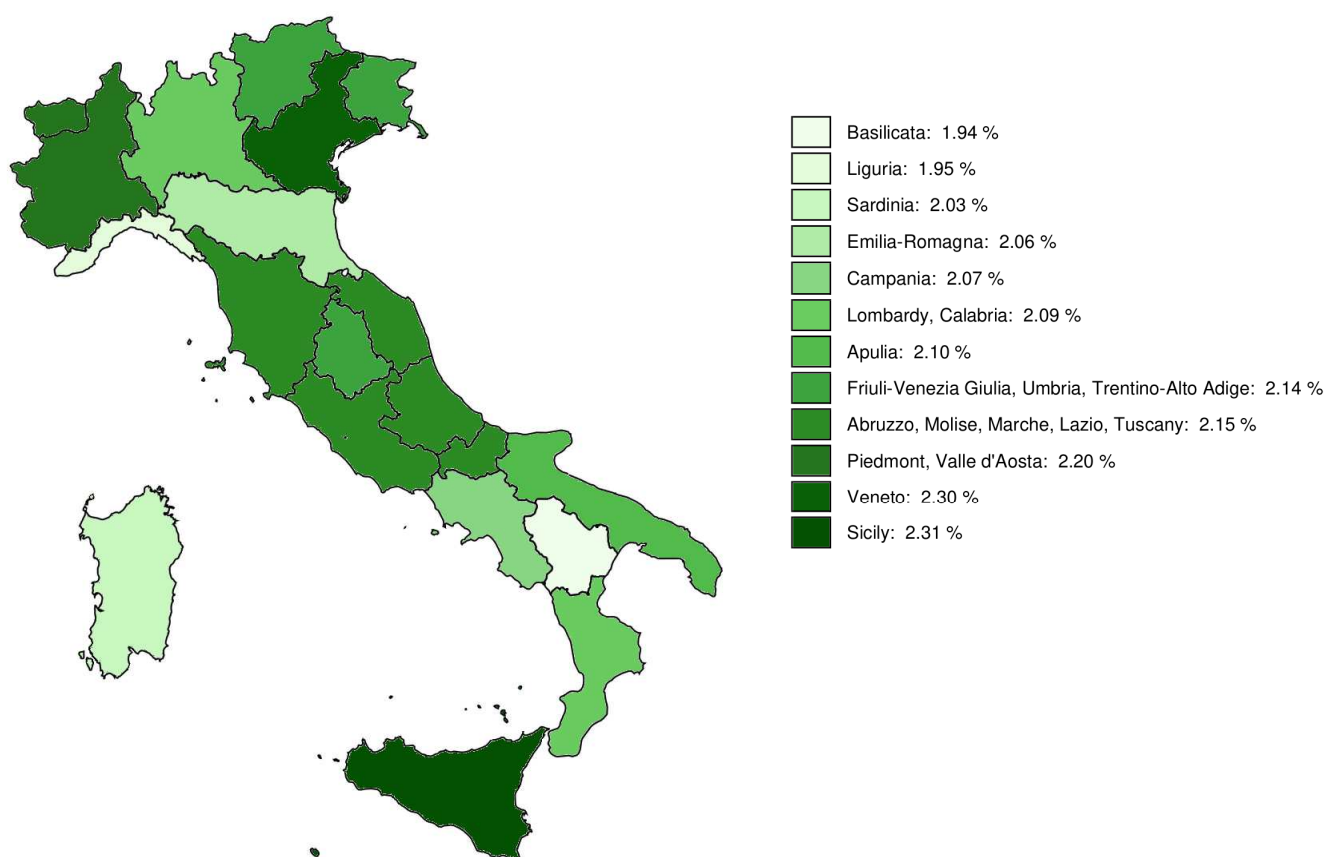 Basilicata: 1.94 %
Liguria: 1.95 %
Sardinia: 2.03 %
Emilia-Romagna: 2.06 %
Campania: 2.07 %
Lombardy, Calabria: 2.09 %
Apulia: 2.10 %
Friuli-Venezia Giulia, Umbria, Trentino-Alto Adige: 2.14 %
Abruzzo, Molise, Marche, Lazio, Tuscany: 2.15 %
Piedmont, Valle d'Aosta: 2.20 %
Veneto: 2.30 %
Sicily: 2.31 %